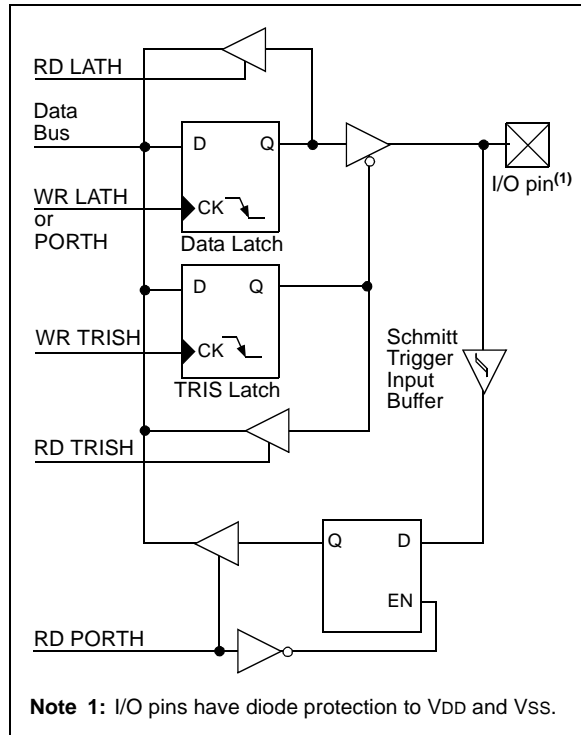 RD LATH
Data
Bus
D Q
I/O pin(1)
WR LATH
or
PORTH
CK
Data Latch
D Q
WR TRISH
CK
TRIS Latch
Schmitt
Trigger
Input
Buffer
RD TRISH
Q D
EN
RD PORTH
Note 1: I/O pins have diode protection to VDD and VSS.